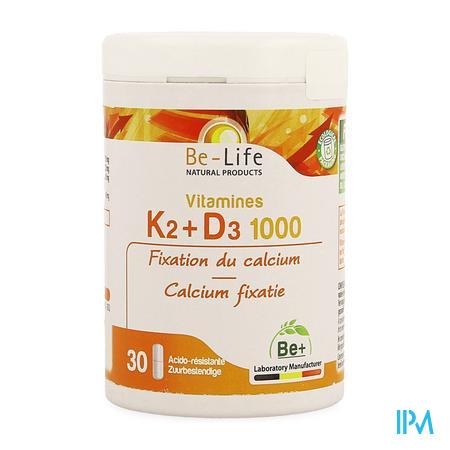 Be-Life
NATURAL PRODUCTS
Vitamines
K2 + D3 1000
Fixation du calcium
Calcium fixatie
30
Acido-résistante
Zuurbestendige
Be+
Laboratory Manufacturer
IPM